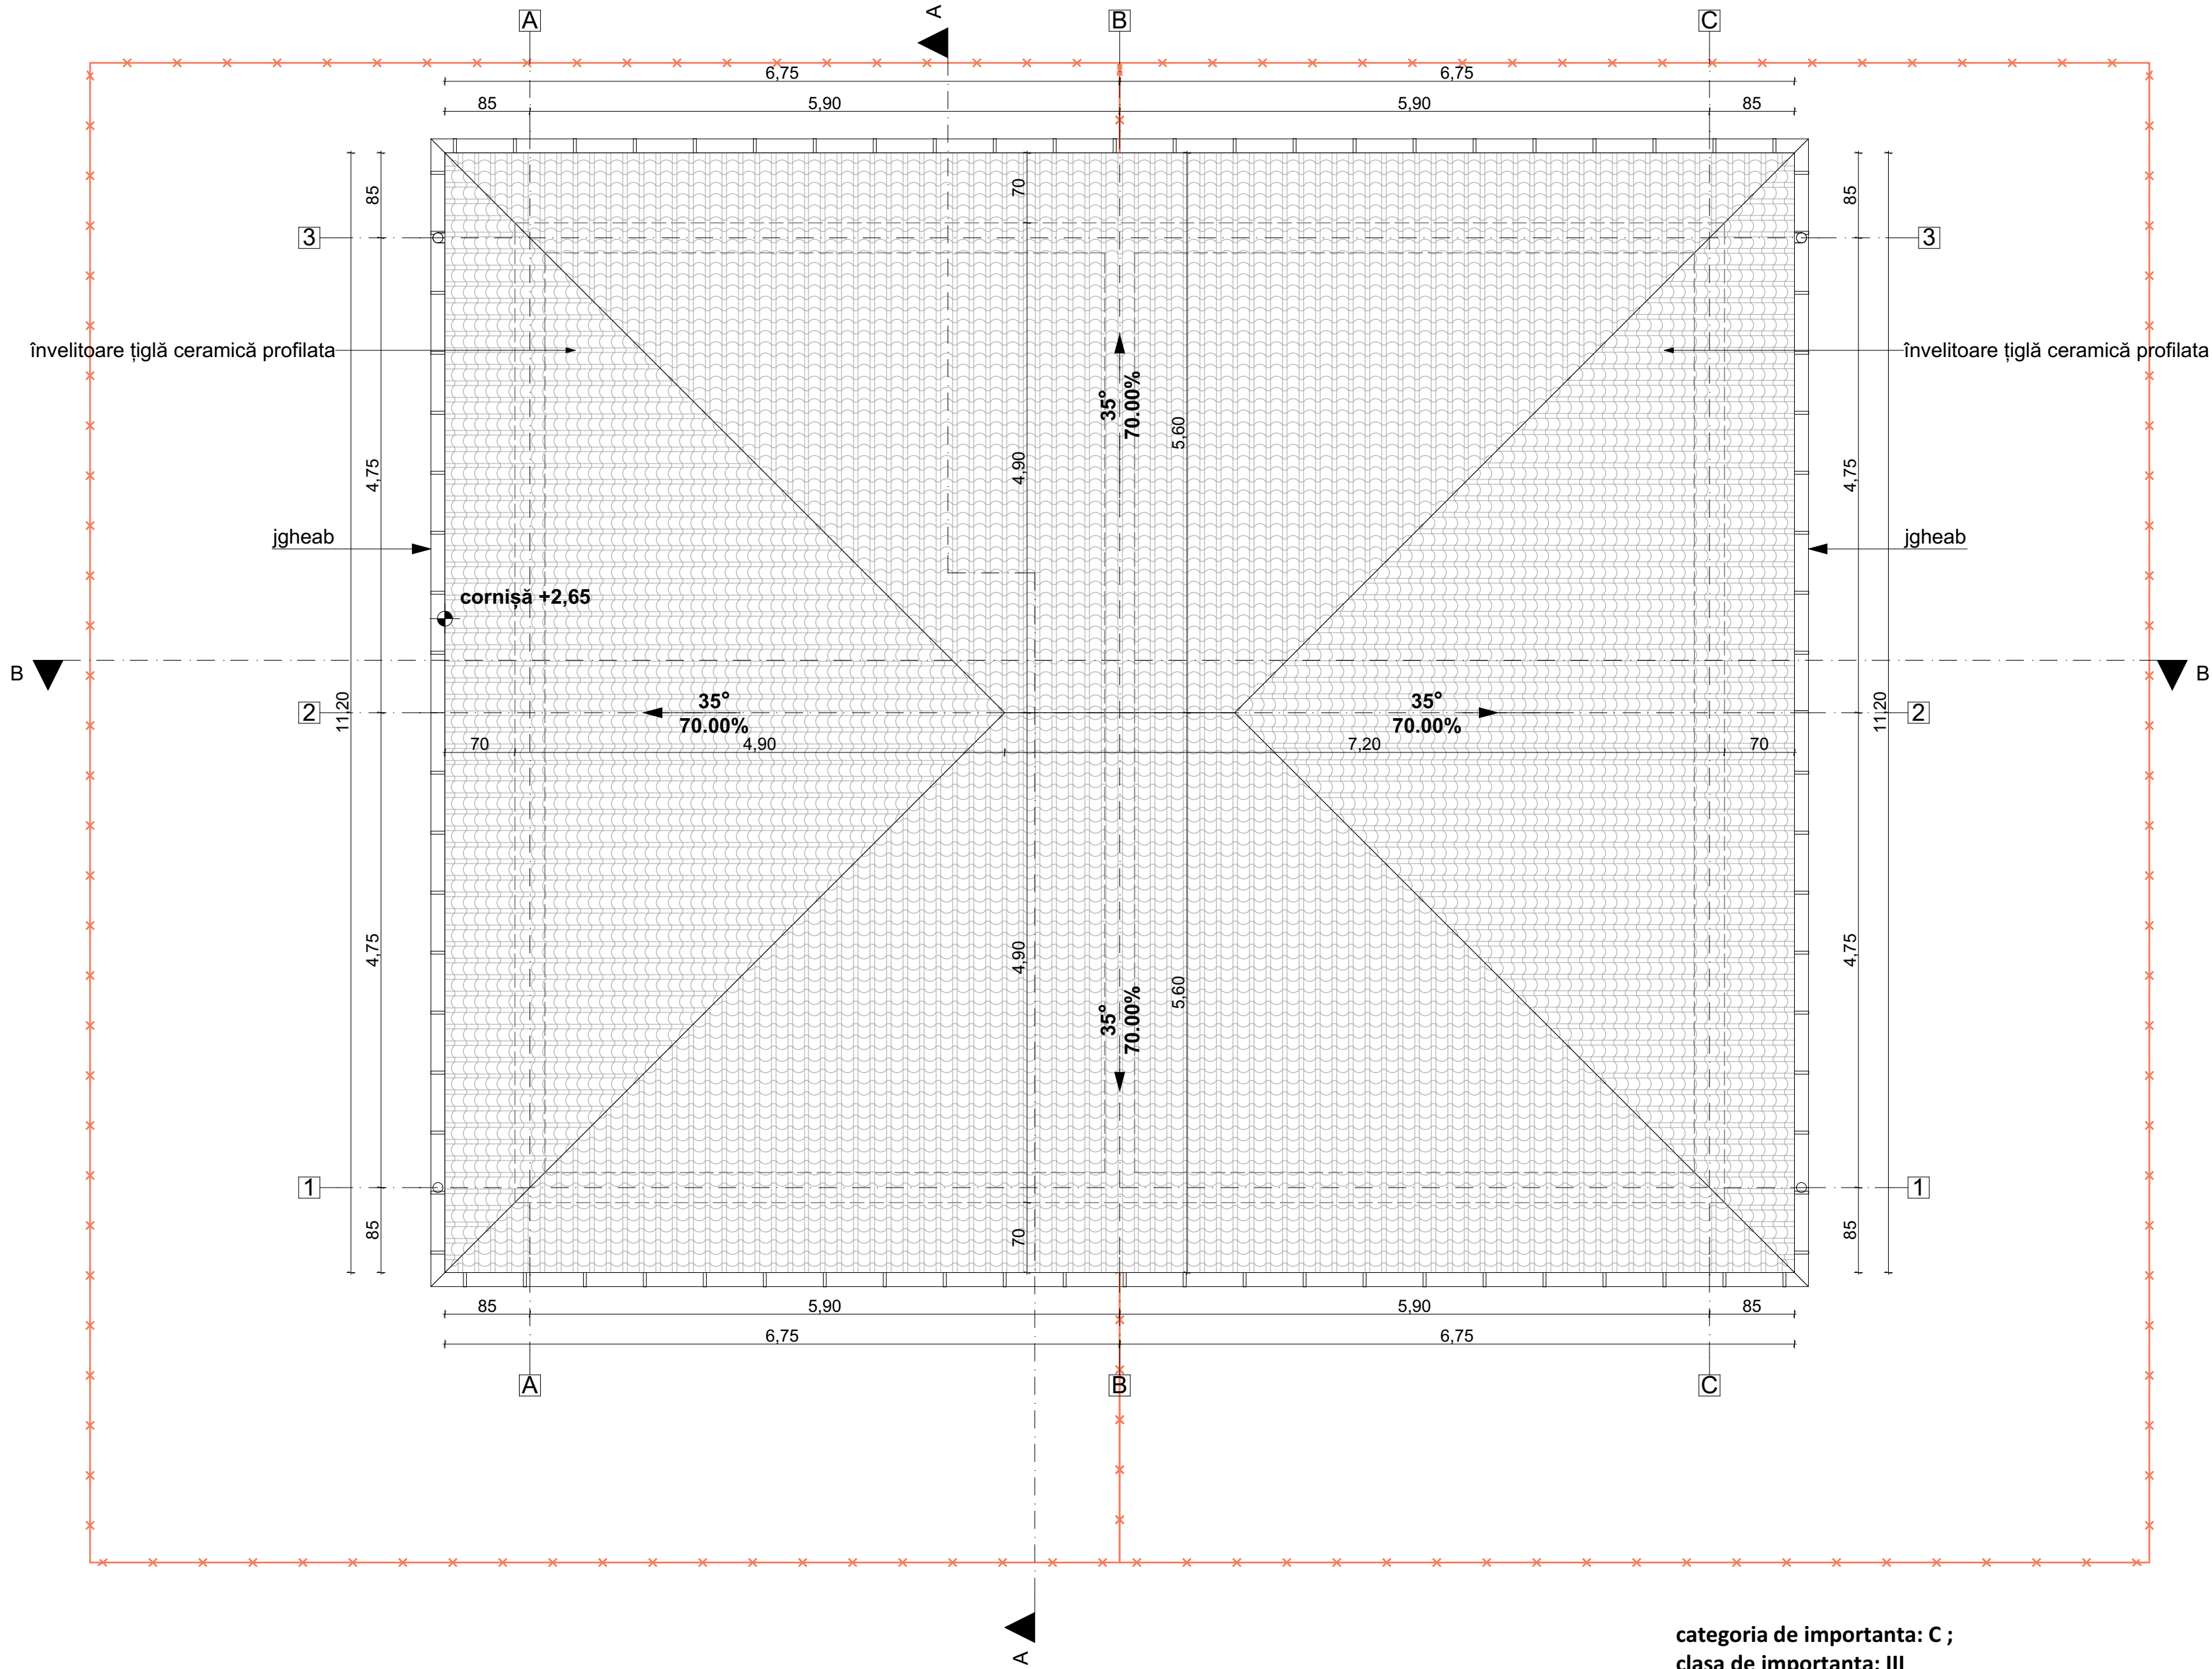 A
A
B
C
6,75
6,75
85
5,90
5,90
85
85
70
85
3
3
învelitoare țiglă ceramică profilata
învelitoare țiglă ceramică profilata
35°
70.00%
5,60
4,90
4,75
4,75
jgheab
jgheab
cornișă +2,65
B
B
11,20
11,20
2
2
35°
70.00%
35°
70.00%
70
4,90
7,20
70
4,75
4,90
5,60
4,75
35°
70.00%
1
1
85
70
85
85
5,90
5,90
85
6,75
6,75
A
B
C
A
categoria de importanta: C ;
clasa de importanta: III